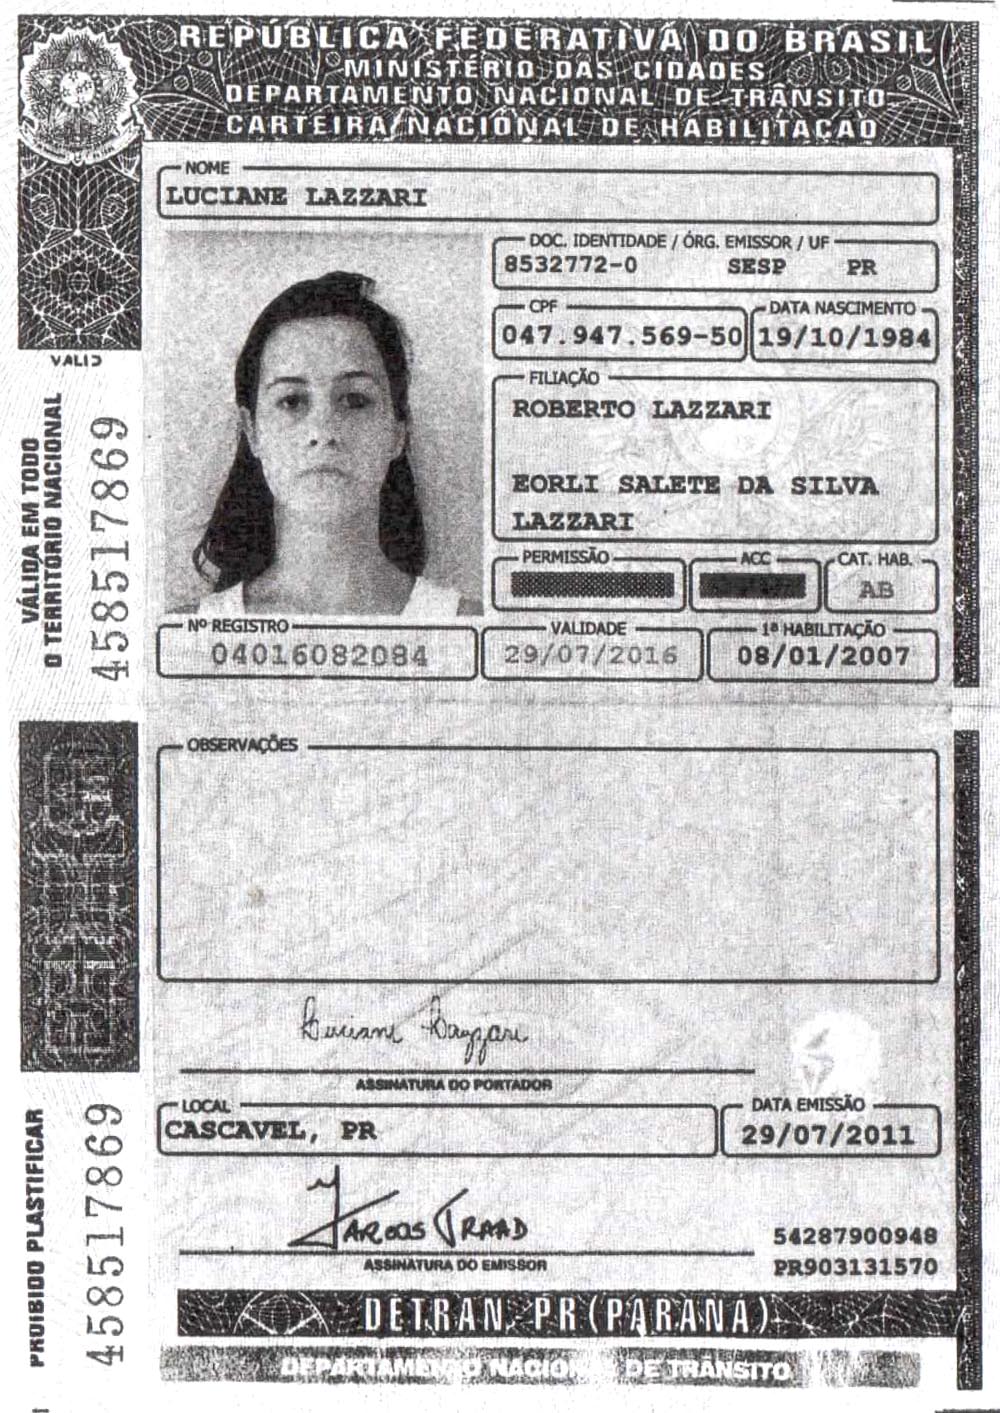 REPÚBLICA FEDERATIVA DO BRASIL
MINISTÉRIO DAS CIDADES
DEPARTAMENTO NACIONAL DE TRÂNSITO
CARTEIRA NACIONAL DE HABILITAÇÃO
NOME
LUCIANE LAZZARI
DOC. IDENTIDADE / ÓRG. EMISSOR / UF
8532772-0 SESP PR
CPF DATA NASCIMENTO
047.947.569-50 19/10/1984
FILIAÇÃO
ROBERTO LAZZARI
EORLI SALETE DA SILVA
LAZZARI
PERMISSÃO ACC CAT. HAB.
AB
Nº REGISTRO VALIDADE 1ª HABILITAÇÃO
04016082084 29/07/2016 08/01/2007
VALID
VÁLIDA EM TODO
O TERRITÓRIO NACIONAL
458517869
OBSERVAÇÕES
Luciane Lazzari
ASSINATURA DO PORTADOR
LOCAL DATA EMISSÃO
CASCAVEL, PR 29/07/2011
MARCOS TRAAD
ASSINATURA DO EMISSOR
54287900948
PR903131570
PROIBIDO PLASTIFICAR
458517869
DETRAN PR (PARANA)
DEPARTAMENTO NACIONAL DE TRÂNSITO